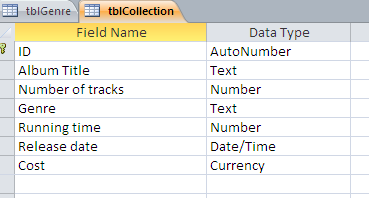 tblGenre tblCollection
Field Name Data Type
ID AutoNumber
Album Title Text
Number of tracks Number
Genre Text
Running time Number
Release date Date/Time
Cost Currency